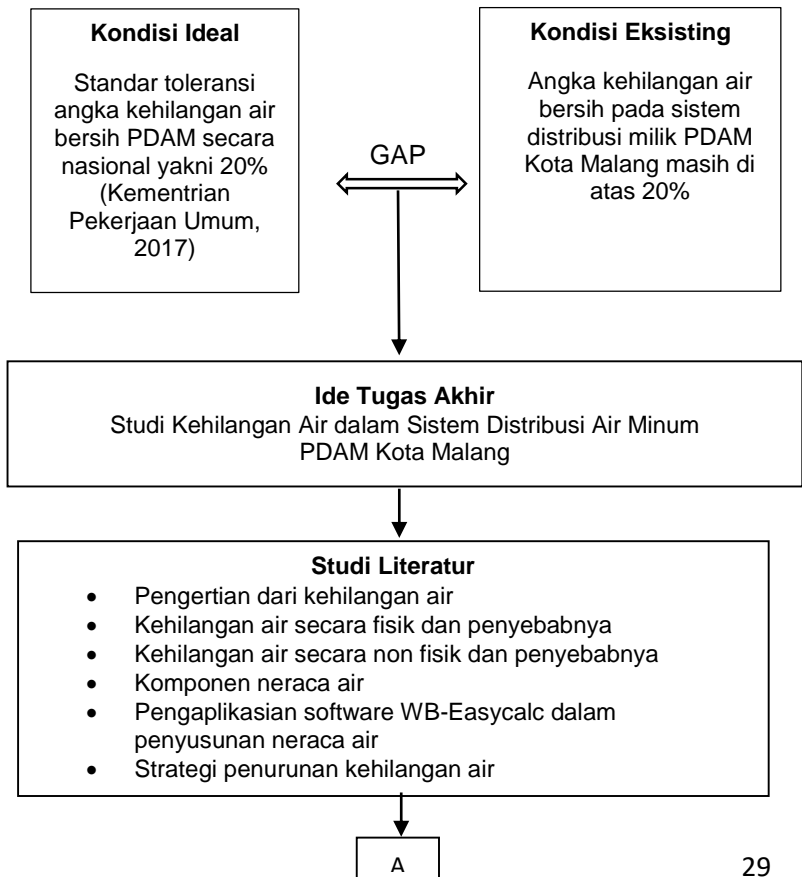 Kondisi Ideal
Standar toleransi
angka kehilangan air
bersih PDAM secara
nasional yakni 20%
(Kementrian
Pekerjaan Umum,
2017)
GAP
Kondisi Eksisting
Angka kehilangan air
bersih pada sistem
distribusi milik PDAM
Kota Malang masih di
atas 20%
Ide Tugas Akhir
Studi Kehilangan Air dalam Sistem Distribusi Air Minum
PDAM Kota Malang
Studi Literatur
• Pengertian dari kehilangan air
• Kehilangan air secara fisik dan penyebabnya
• Kehilangan air secara non fisik dan penyebabnya
• Komponen neraca air
• Pengaplikasian software WB-Easycalc dalam
penyusunan neraca air
• Strategi penurunan kehilangan air
A
29